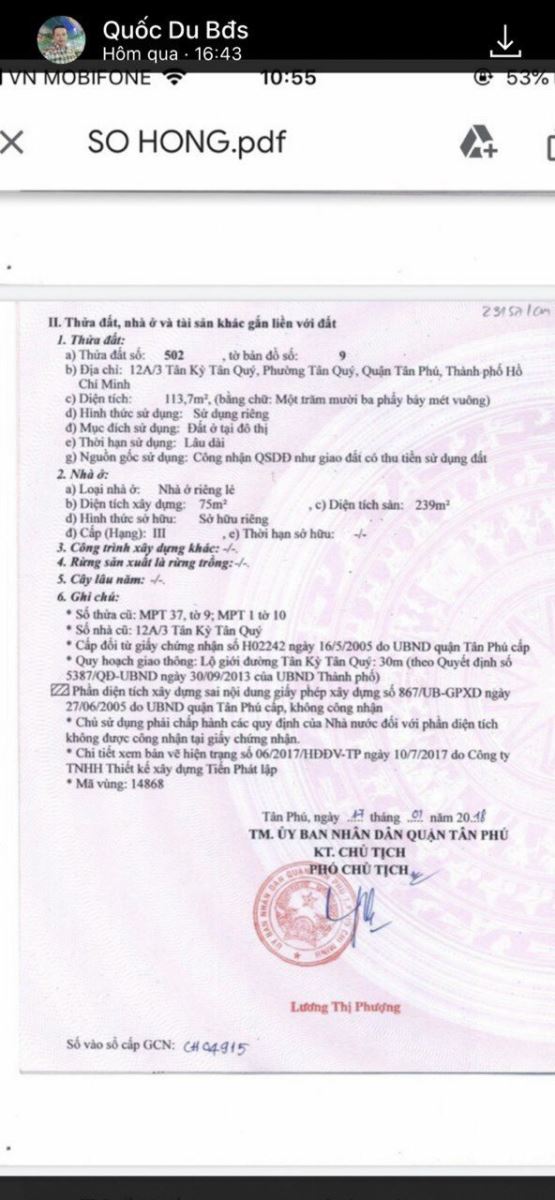 Quốc Du Bđs
Hôm qua · 16:43
VN MOBIFONE 10:55 53%
SO HONG.pdf
II. Thửa đất, nhà ở và tài sản khác gắn liền với đất
1. Thửa đất:
a) Thửa đất số: 502 , tờ bản đồ số: 9
b) Địa chỉ: 12A/3 Tân Kỳ Tân Quý, Phường Tân Quý, Quận Tân Phú, Thành phố Hồ
Chí Minh
c) Diện tích: 113,7m², (bằng chữ: Một trăm mười ba phẩy bảy mét vuông)
d) Hình thức sử dụng: Sử dụng riêng
đ) Mục đích sử dụng: Đất ở tại đô thị
e) Thời hạn sử dụng: Lâu dài
g) Nguồn gốc sử dụng: Công nhận QSDĐ như giao đất có thu tiền sử dụng đất
2. Nhà ở:
a) Loại nhà ở: Nhà ở riêng lẻ
b) Diện tích xây dựng: 75m² , c) Diện tích sàn: 239m²
d) Hình thức sở hữu: Sở hữu riêng
đ) Cấp (Hạng): III , e) Thời hạn sở hữu: -/-
3. Công trình xây dựng khác: -/-.
4. Rừng sản xuất là rừng trồng:-/-.
5. Cây lâu năm: -/-.
6. Ghi chú:
* Số thửa cũ: MPT 37, tờ 9; MPT 1 tờ 10
* Số nhà cũ: 12A/3 Tân Kỳ Tân Quý
* Cấp đổi từ giấy chứng nhận số H02242 ngày 16/5/2005 do UBND quận Tân Phú cấp
* Quy hoạch giao thông: Lộ giới đường Tân Kỳ Tân Quý: 30m (theo Quyết định số
5387/QĐ-UBND ngày 30/09/2013 của UBND Thành phố)
Phần diện tích xây dựng sai nội dung giấy phép xây dựng số 867/UB-GPXD ngày
27/06/2005 do UBND quận Tân Phú cấp, không công nhận
* Chủ sử dụng phải chấp hành các quy định của Nhà nước đối với phần diện tích
không được công nhận tại giấy chứng nhận.
* Chi tiết xem bản vẽ hiện trạng số 06/2017/HĐĐV-TP ngày 10/7/2017 do Công ty
TNHH Thiết kế xây dựng Tiến Phát lập
* Mã vùng: 14868
Tân Phú, ngày 17 tháng 01 năm 2018
TM. ỦY BAN NHÂN DÂN QUẬN TÂN PHÚ
KT. CHỦ TỊCH
PHÓ CHỦ TỊCH
Lương Thị Phượng
Số vào sổ cấp GCN: CH04915